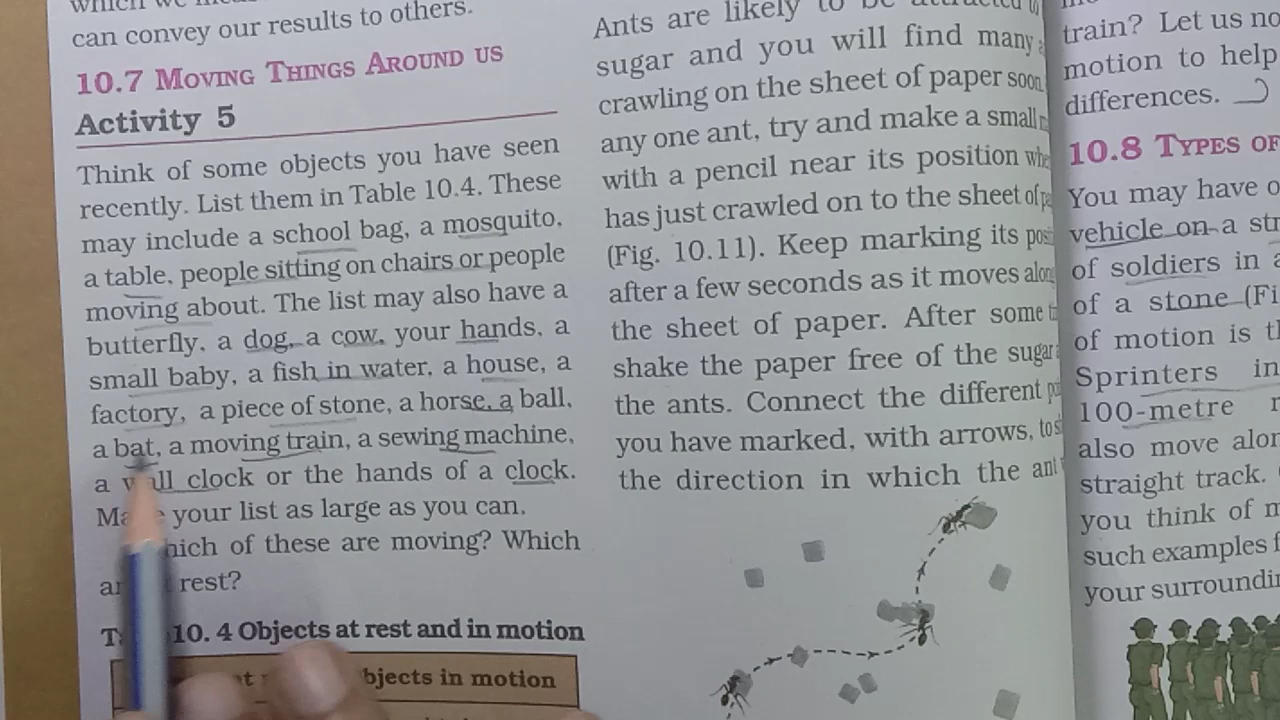 can convey our results to others.
10.7 MOVING THINGS AROUND US
Activity 5
Think of some objects you have seen
recently. List them in Table 10.4. These
may include a school bag, a mosquito,
a table, people sitting on chairs or people
moving about. The list may also have a
butterfly, a dog, a cow, your hands, a
small baby, a fish in water, a house, a
factory, a piece of stone, a horse, a ball,
a bat, a moving train, a sewing machine,
a wall clock or the hands of a clock.
your list as large as you can.
of these are moving? Which
rest?
10. 4 Objects at rest and in motion
in motion
Ants are likely to be attracted to
sugar and you will find many
crawling on the sheet of paper soon
any one ant, try and make a small
with a pencil near its position
has just crawled on to the sheet of
(Fig. 10.11). Keep marking its
after a few seconds as it moves
the sheet of paper. After some
shake the paper free of the sugar
the ants. Connect the different
you have marked, with arrows, to
the direction in which the ant
train? Let us
motion to help
differences.
10.8 TYPES OF
You may have
vehicle on a
of soldiers in
of a stone
of motion is
Sprinters in
100-metre
also move
straight track.
you think of
such examples
your